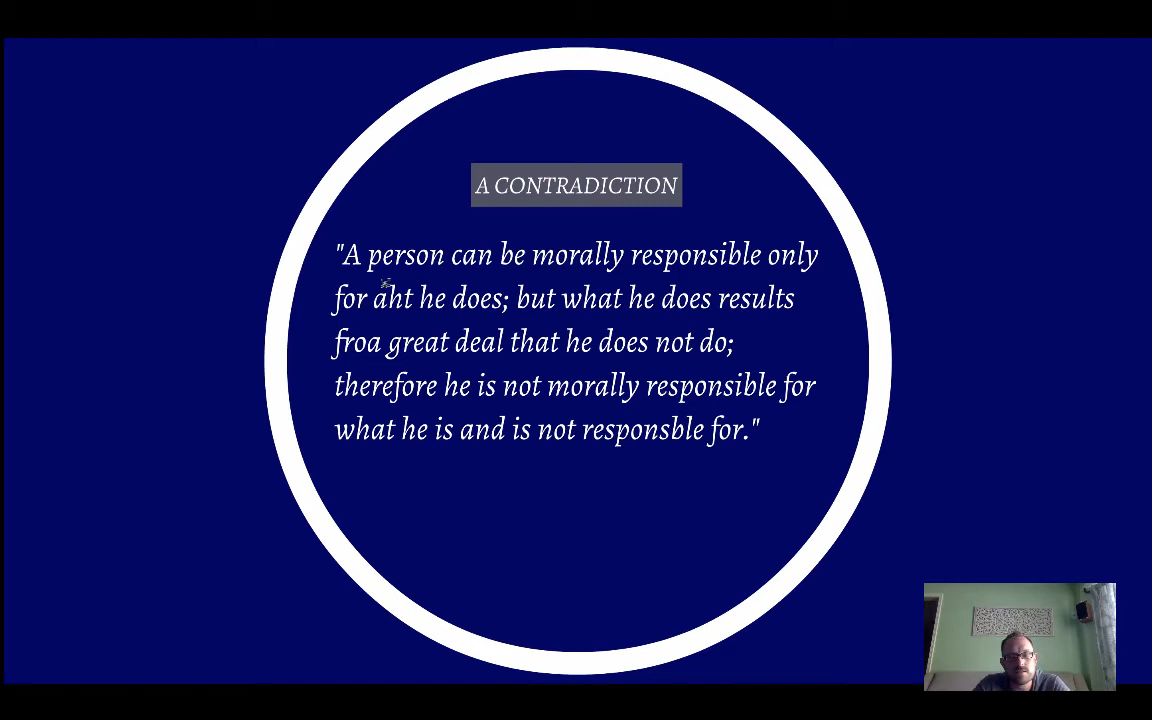 A CONTRADICTION
"A person can be morally responsible only
for aht he does; but what he does results
froa great deal that he does not do;
therefore he is not morally responsible for
what he is and is not responsble for."